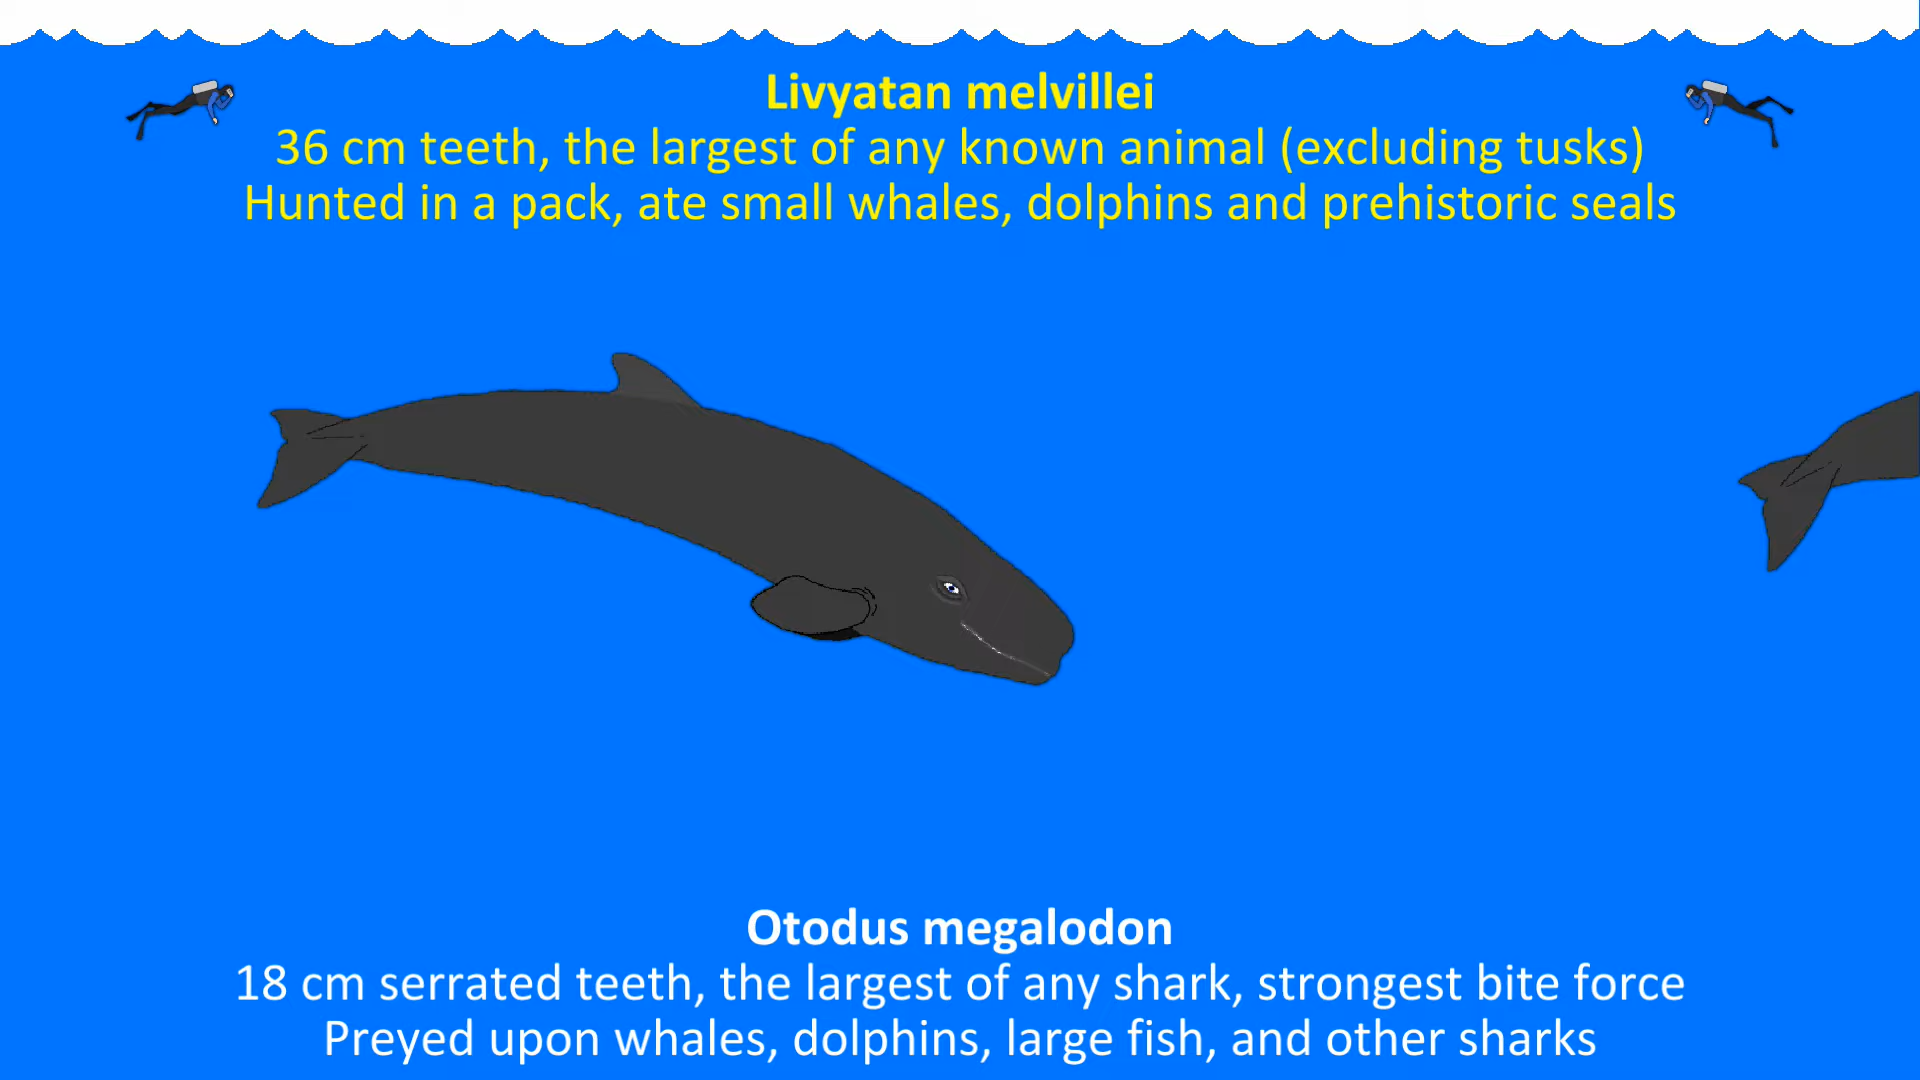 Livyatan melvillei
36 cm teeth, the largest of any known animal (excluding tusks)
Hunted in a pack, ate small whales, dolphins and prehistoric seals
Otodus megalodon
18 cm serrated teeth, the largest of any shark, strongest bite force
Preyed upon whales, dolphins, large fish, and other sharks